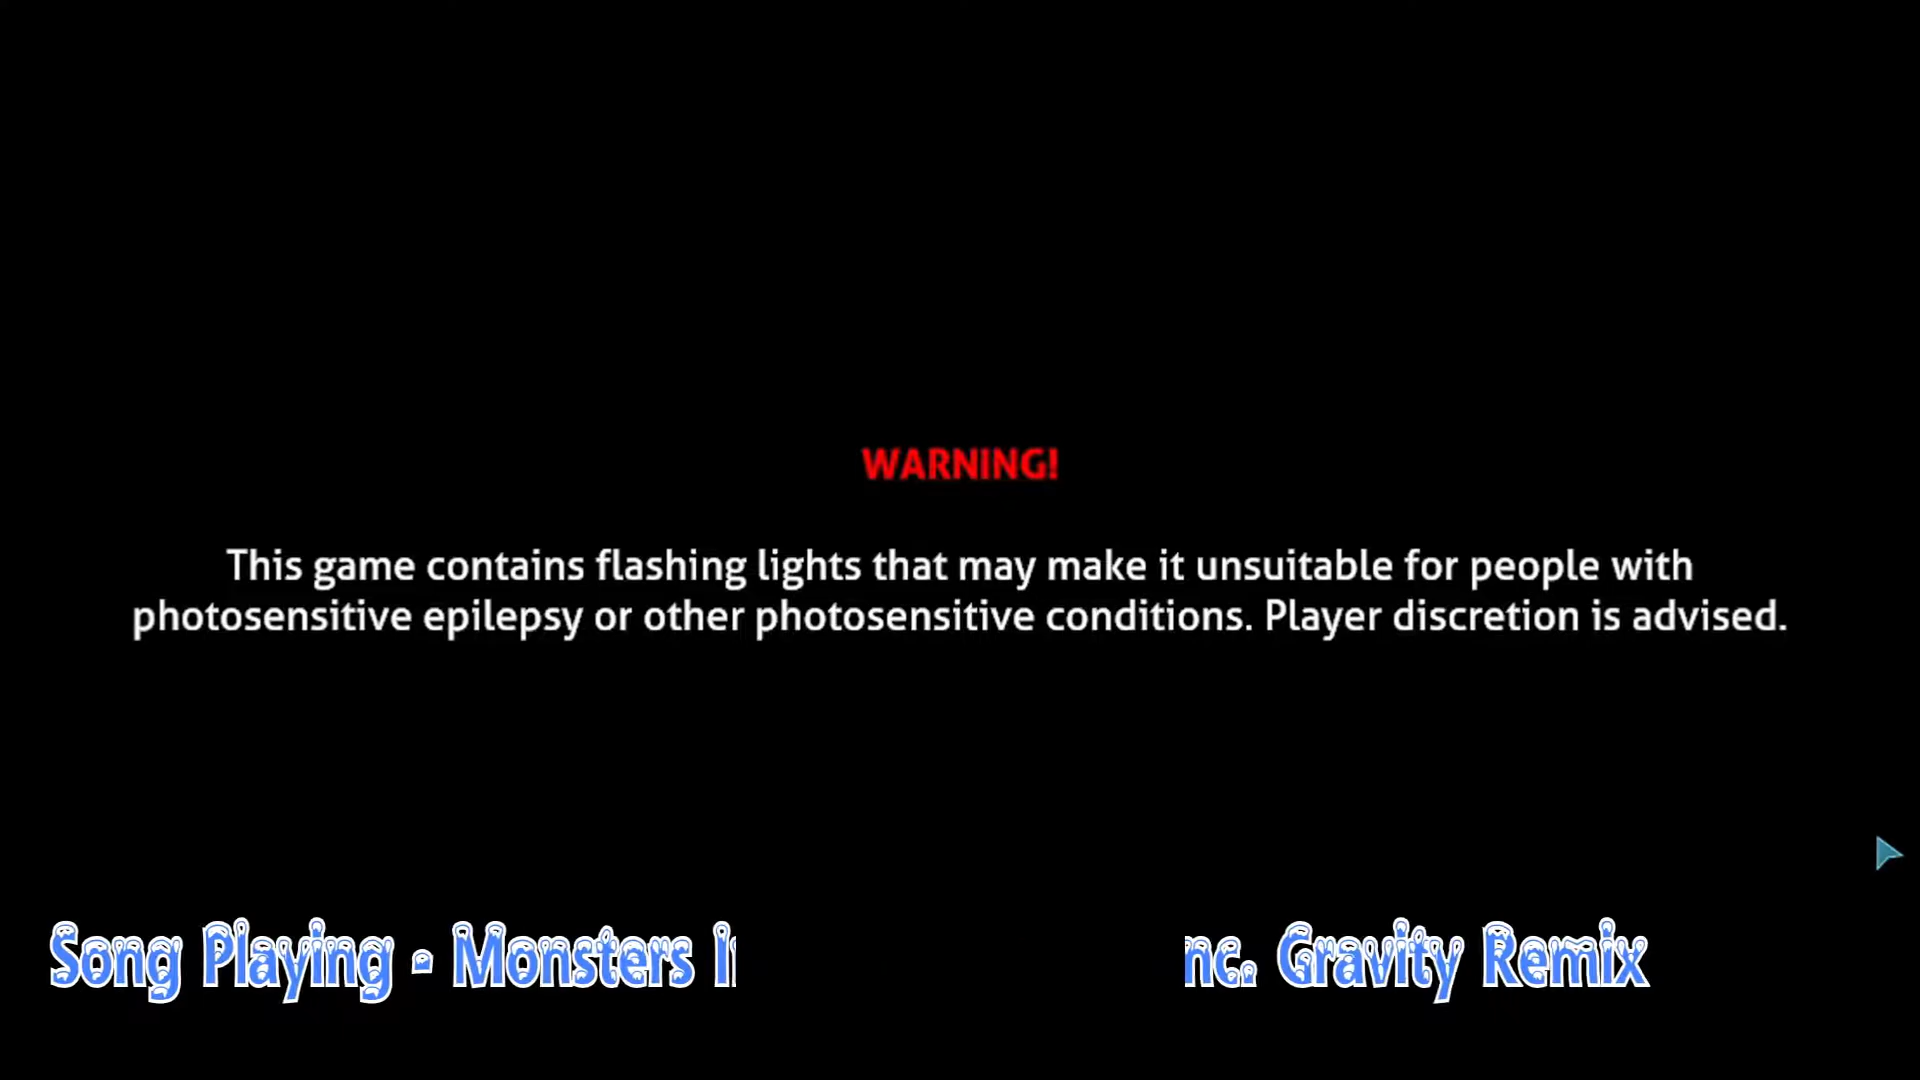 WARNING!
This game contains flashing lights that may make it unsuitable for people with
photosensitive epilepsy or other photosensitive conditions. Player discretion is advised.
Song Playing - Monsters Inc. Gravity Remix